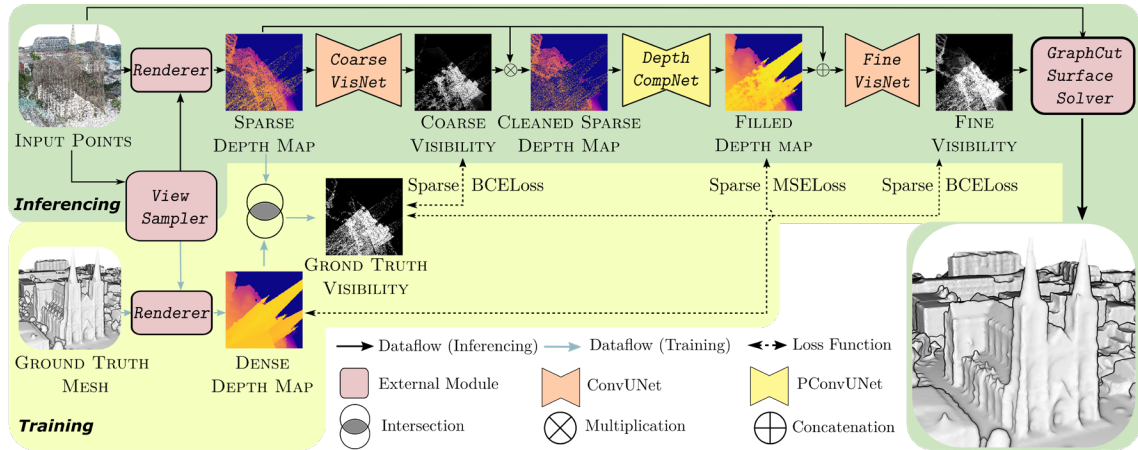 Renderer
Coarse
VisNet
Depth
CompNet
Fine
VisNet
GraphCut
Surface
Solver
INPUT POINTS
SPARSE
DEPTH MAP
COARSE
VISIBILITY
CLEANED SPARSE
DEPTH MAP
FILLED
DEPTH MAP
FINE
VISIBILITY
Inferencing
View
Sampler
Sparse BCELoss
Sparse MSELoss
Sparse BCELoss
GROND TRUTH
VISIBILITY
Renderer
GROUND TRUTH
MESH
DENSE
DEPTH MAP
Training
Dataflow (Inferencing)
Dataflow (Training)
Loss Function
External Module
ConvUNet
PConvUNet
Intersection
Multiplication
Concatenation